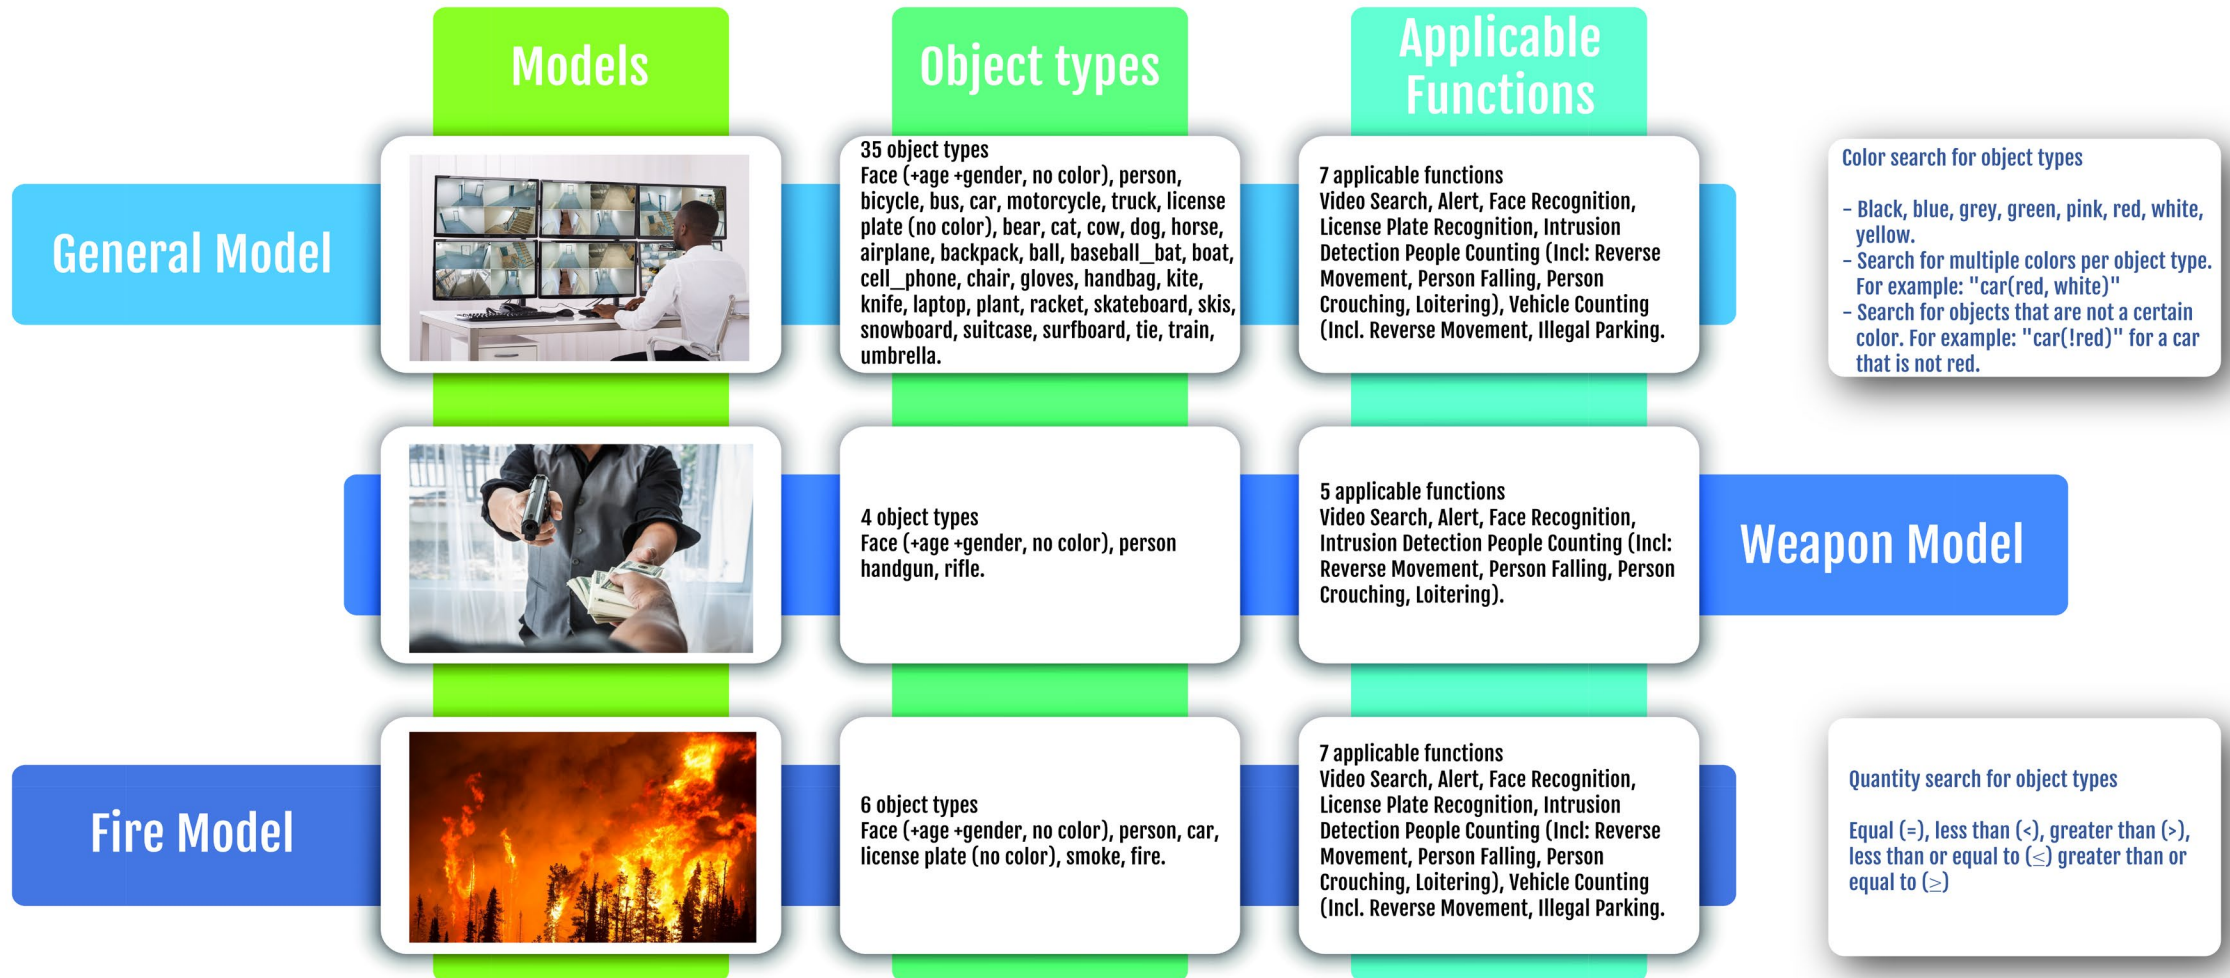 Models
Object types
Applicable
Functions
General Model
35 object types
Face (+age +gender, no color), person,
bicycle, bus, car, motorcycle, truck, license
plate (no color), bear, cat, cow, dog, horse,
airplane, backpack, ball, baseball_bat, boat,
cell_phone, chair, gloves, handbag, kite,
knife, laptop, plant, racket, skateboard, skis,
snowboard, suitcase, surfboard, tie, train,
umbrella.
7 applicable functions
Video Search, Alert, Face Recognition,
License Plate Recognition, Intrusion
Detection People Counting (Incl: Reverse
Movement, Person Falling, Person
Crouching, Loitering), Vehicle Counting
(Incl. Reverse Movement, Illegal Parking.
Color search for object types
- Black, blue, grey, green, pink, red, white,
yellow.
- Search for multiple colors per object type.
For example: "car(red, white)"
- Search for objects that are not a certain
color. For example: "car(!red)" for a car
that is not red.
4 object types
Face (+age +gender, no color), person
handgun, rifle.
5 applicable functions
Video Search, Alert, Face Recognition,
Intrusion Detection People Counting (Incl:
Reverse Movement, Person Falling, Person
Crouching, Loitering).
Weapon Model
Fire Model
6 object types
Face (+age +gender, no color), person, car,
license plate (no color), smoke, fire.
7 applicable functions
Video Search, Alert, Face Recognition,
License Plate Recognition, Intrusion
Detection People Counting (Incl: Reverse
Movement, Person Falling, Person
Crouching, Loitering), Vehicle Counting
(Incl. Reverse Movement, Illegal Parking.
Quantity search for object types
Equal (=), less than (<), greater than (>),
less than or equal to (≤) greater than or
equal to (≥)